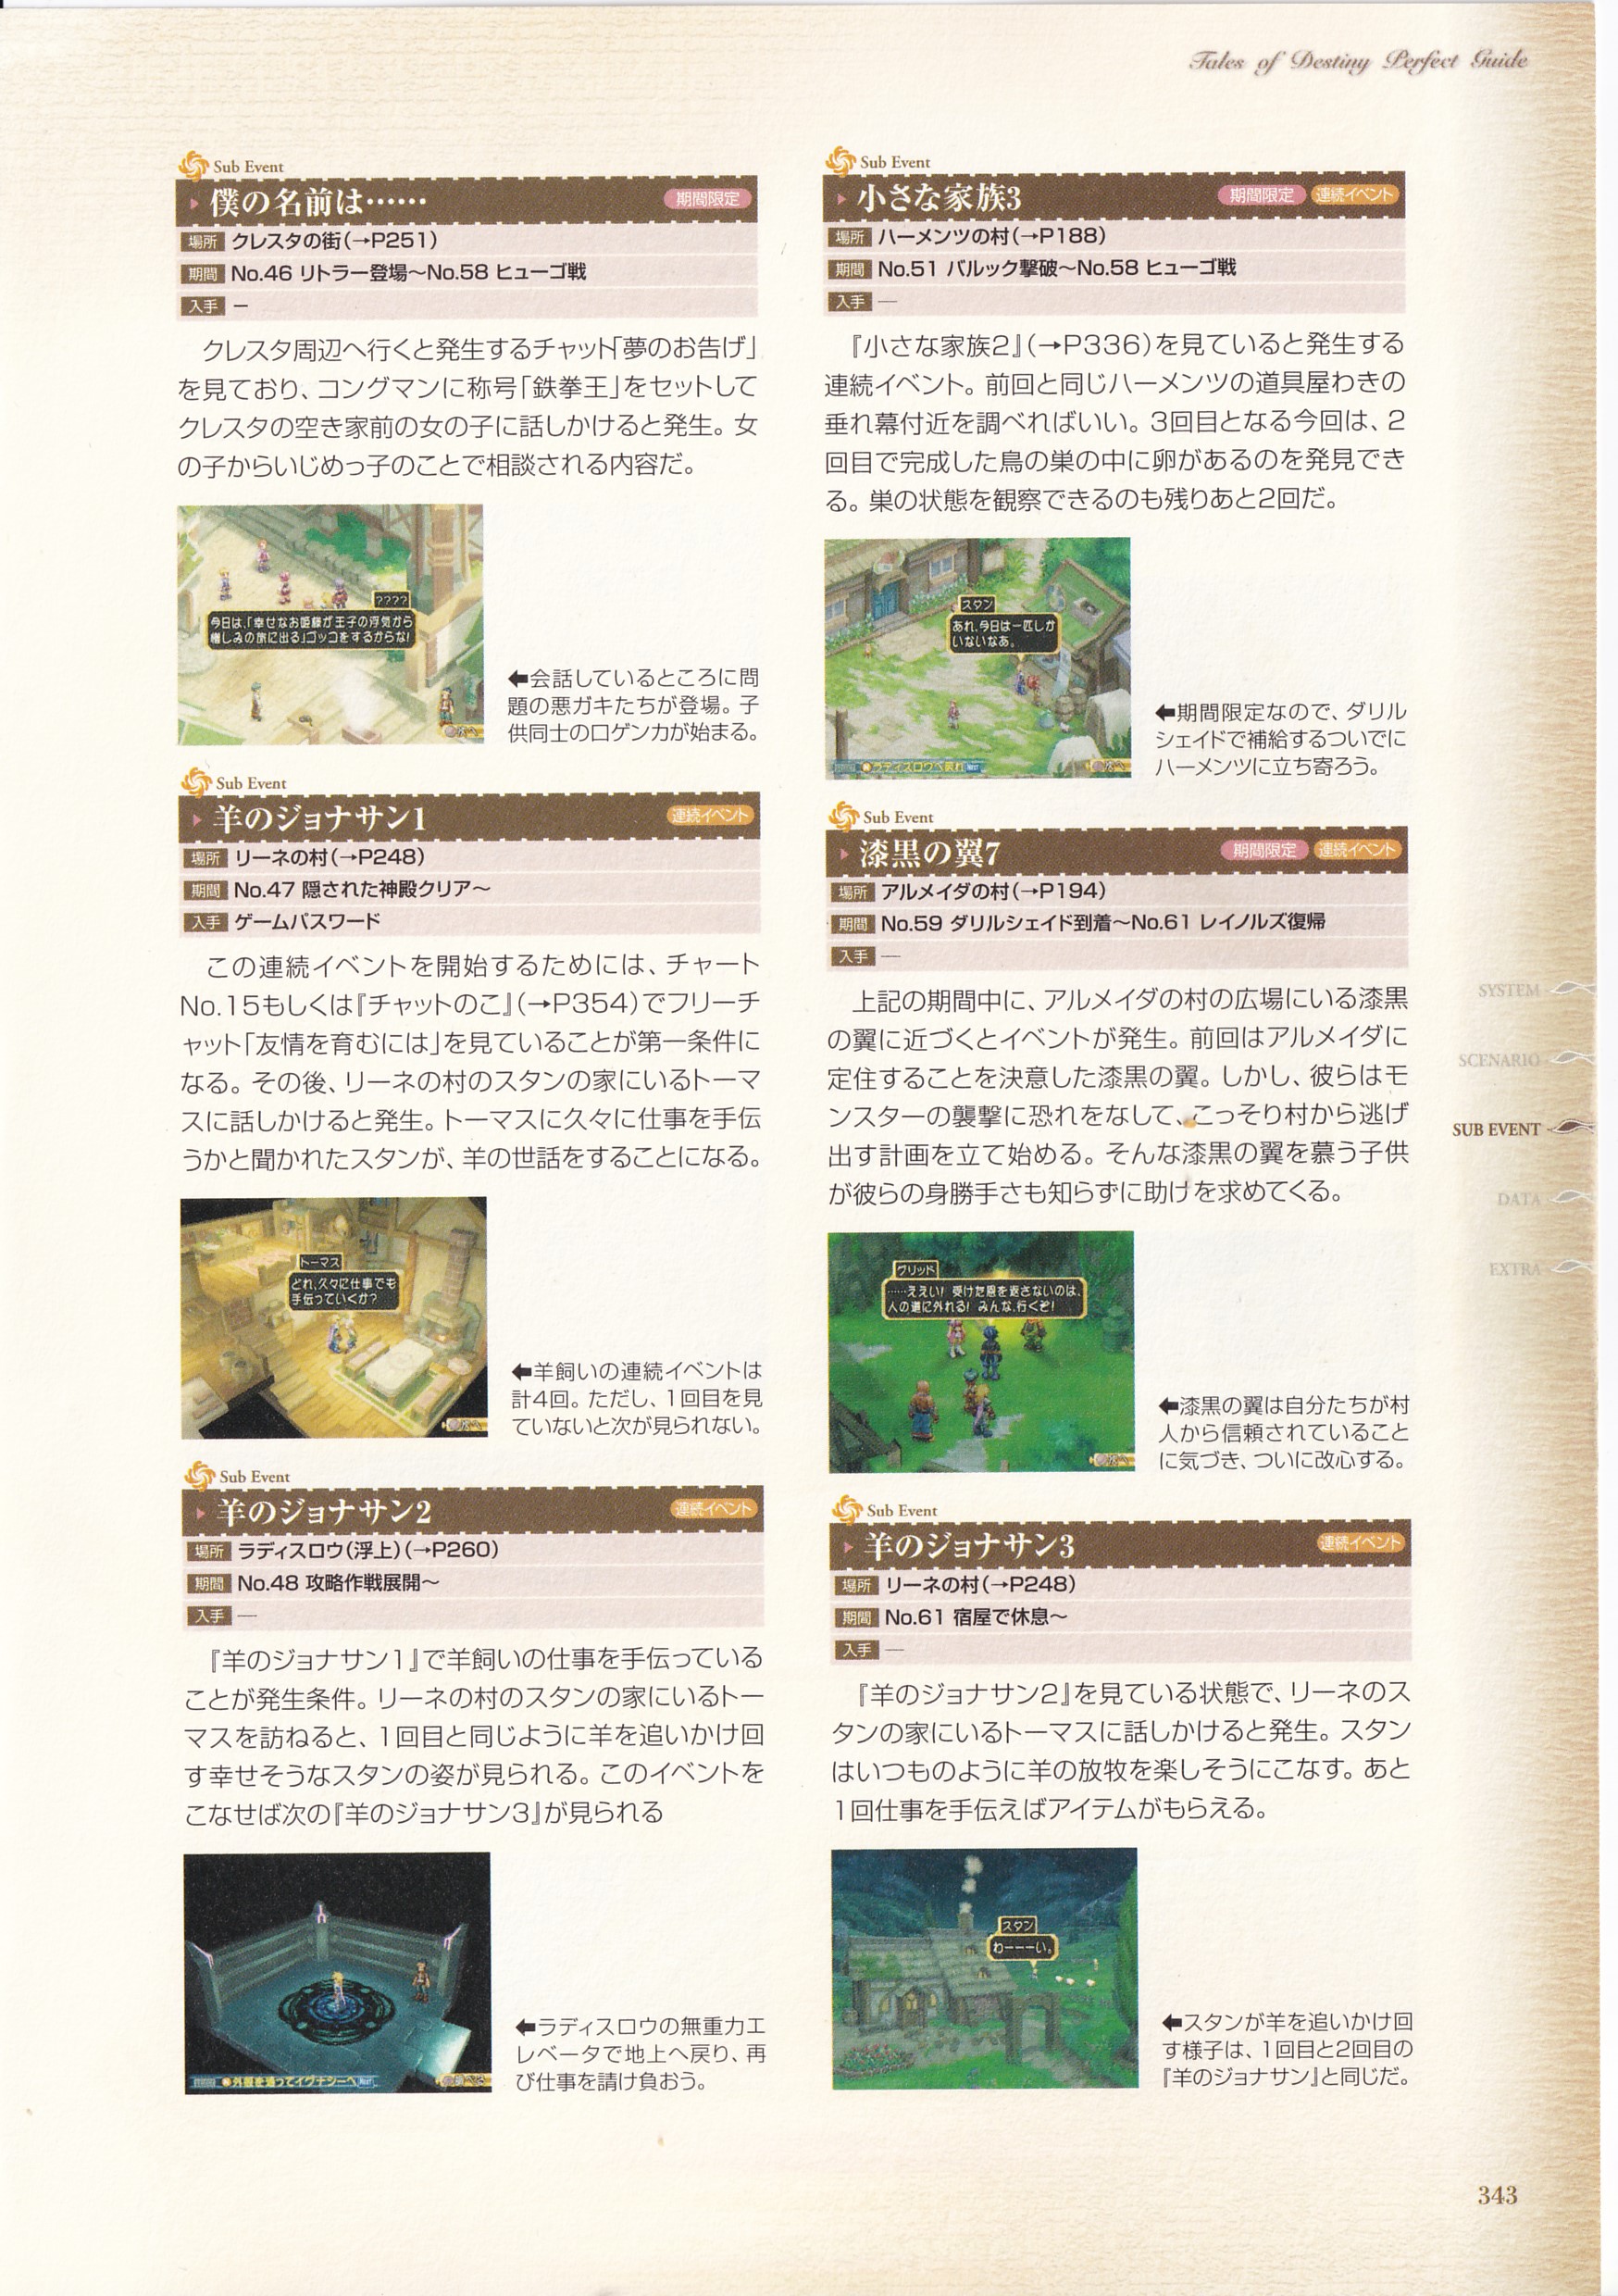 Tales of Destiny Perfect Guide
Sub Event
僕の名前は…… 期間限定
場所 クレスタの街(→P251)
期間 No.46 リトラー登場〜No.58 ヒューゴ戦
入手 ー
クレスタ周辺へ行くと発生するチャット「夢のお告げ」
を見ており、コングマンに称号「鉄拳王」をセットして
クレスタの空き家前の女の子に話しかけると発生。女
の子からいじめっ子のことで相談される内容だ。
????
今日は、「幸せなお姫様が王子の浮気から
悲しみの旅に出る」ゴッコをするからな!
←会話しているところに問
題の悪ガキたちが登場。子
供同士の口ゲンカが始まる。
Sub Event
羊のジョナサン1 連続イベント
場所 リーネの村(→P248)
期間 No.47 隠された神殿クリア〜
入手 ゲームパスワード
この連続イベントを開始するためには、チャート
No.15もしくは『チャットのこ』(→P354)でフリーチ
ャット「友情を育むには」を見ていることが第一条件に
なる。その後、リーネの村のスタンの家にいるトーマ
スに話しかけると発生。トーマスに久々に仕事を手伝
うかと聞かれたスタンが、羊の世話をすることになる。
トーマス
どれ、久々に仕事でも
手伝っていくか?
←羊飼いの連続イベントは
計4回。ただし、1回目を見
ていないと次が見られない。
Sub Event
羊のジョナサン2 連続イベント
場所 ラディスロウ(浮上)(→P260)
期間 No.48 攻略作戦展開〜
入手 ―
『羊のジョナサン1』で羊飼いの仕事を手伝っている
ことが発生条件。リーネの村のスタンの家にいるトー
マスを訪ねると、1回目と同じように羊を追いかけ回
す幸せそうなスタンの姿が見られる。このイベントを
こなせば次の『羊のジョナサン3』が見られる
外郭を通ってイグナシーへ
←ラディスロウの無重力エ
レベータで地上へ戻り、再
び仕事を請け負おう。
Sub Event
小さな家族3 期間限定 連続イベント
場所 ハーメンツの村(→P188)
期間 No.51 バルック撃破〜No.58 ヒューゴ戦
入手 ―
『小さな家族2』(→P336)を見ていると発生する
連続イベント。前回と同じハーメンツの道具屋わきの
垂れ幕付近を調べればいい。3回目となる今回は、2
回目で完成した鳥の巣の中に卵があるのを発見でき
る。巣の状態を観察できるのも残りあと2回だ。
スタン
あれ、今日は一匹しか
いないなあ。
ラディスロウへ戻れ
←期間限定なので、ダリル
シェイドで補給するついでに
ハーメンツに立ち寄ろう。
Sub Event
漆黒の翼7 期間限定 連続イベント
場所 アルメイダの村(→P194)
期間 No.59 ダリルシェイド到着〜No.61 レイノルズ復帰
入手 ―
上記の期間中に、アルメイダの村の広場にいる漆黒
の翼に近づくとイベントが発生。前回はアルメイダに
定住することを決意した漆黒の翼。しかし、彼らはモ
ンスターの襲撃に恐れをなして、こっそり村から逃げ
出す計画を立て始める。そんな漆黒の翼を慕う子供
が彼らの身勝手さも知らずに助けを求めてくる。
グリッド
……ええい! 受けた恩を返さないのは、
人の道に外れる! みんな、行くぞ!
←漆黒の翼は自分たちが村
人から信頼されていること
に気づき、ついに改心する。
Sub Event
羊のジョナサン3 連続イベント
場所 リーネの村(→P248)
期間 No.61 宿屋で休息〜
入手 ―
『羊のジョナサン2』を見ている状態で、リーネのス
タンの家にいるトーマスに話しかけると発生。スタン
はいつものように羊の放牧を楽しそうにこなす。あと
1回仕事を手伝えばアイテムがもらえる。
スタン
わーーーい。
←スタンが羊を追いかけ回
す様子は、1回目と2回目の
『羊のジョナサン』と同じだ。
SYSTEM
SCENARIO
SUB EVENT
DATA
EXTRA
343